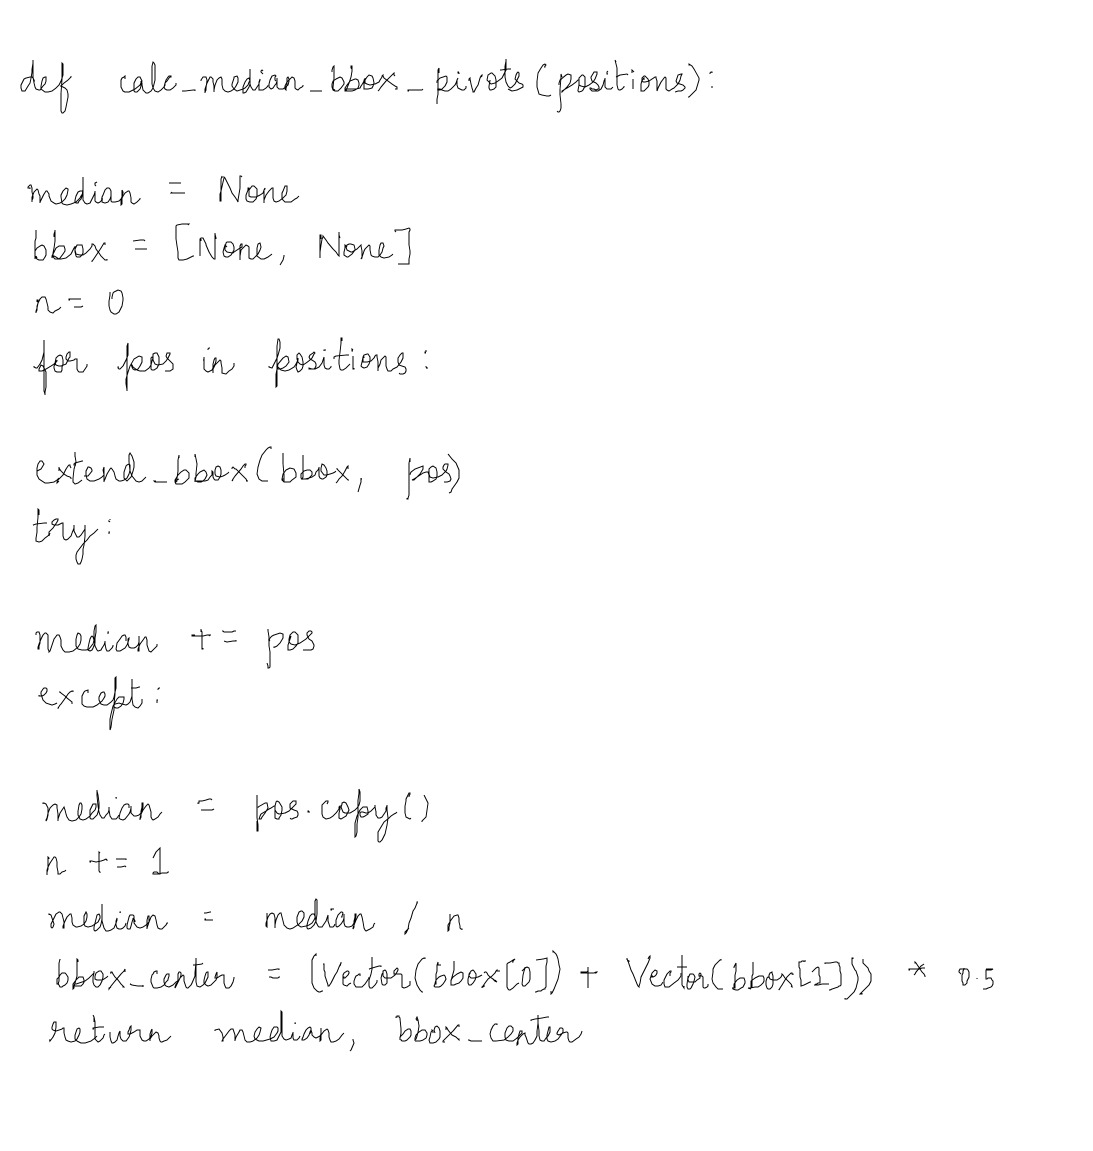 def calc_median_bbox_pivots(positions):
median = None
bbox = [None, None]
n = 0
for pos in positions:
extend_bbox(bbox, pos)
try:
median += pos
except:
median = pos.copy()
n += 1
median = median / n
bbox_center = (Vector(bbox[0]) + Vector(bbox[1])) * 0.5
return median, bbox_center